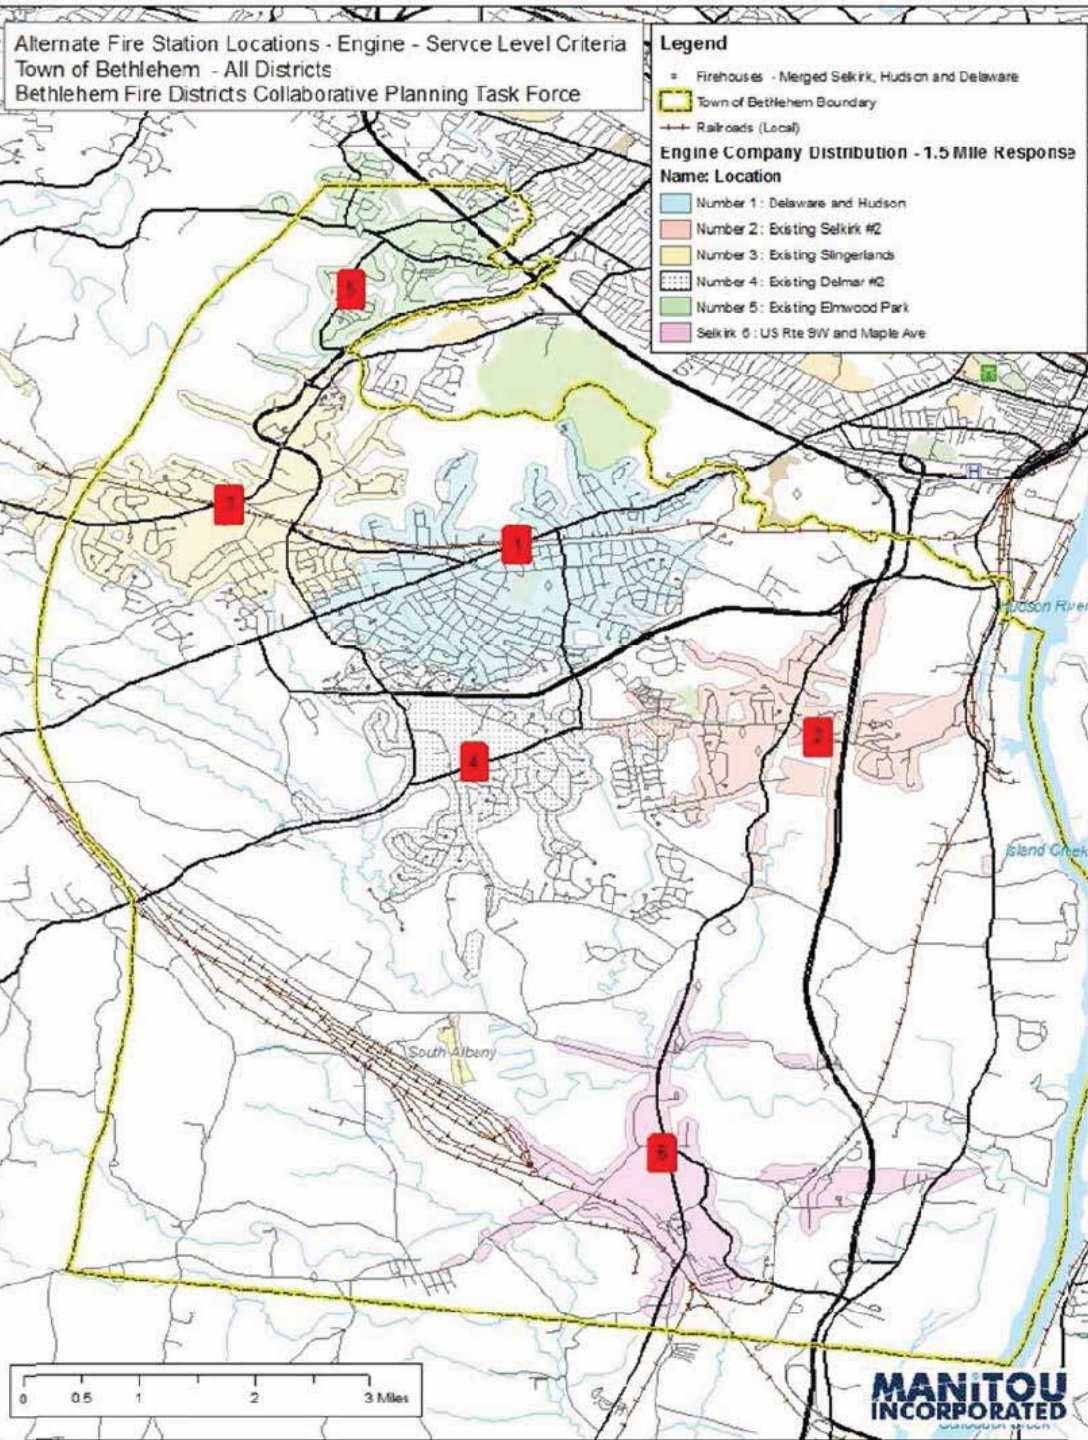 Alternate Fire Station Locations - Engine - Servce Level Criteria
Town of Bethlehem - All Districts
Bethlehem Fire Districts Collaborative Planning Task Force
Legend
Firehouses - Merged Selkirk, Hudson and Delaware
Town of Bethlehem Boundary
Railroads (Local)
Engine Company Distribution - 1.5 Mile Response
Name: Location
Number 1 : Delaware and Hudson
Number 2 : Existing Selkirk #2
Number 3 : Existing Slingerlands
Number 4 : Existing Delmar #2
Number 5 : Existing Elmwood Park
Selkirk 6 : US Rte 9W and Maple Ave
5
H
3
1
Hudson River
2
4
Island Creek
South Albany
6
0 0.5 1 2 3 Miles
MANiTOU
INCORPORATED